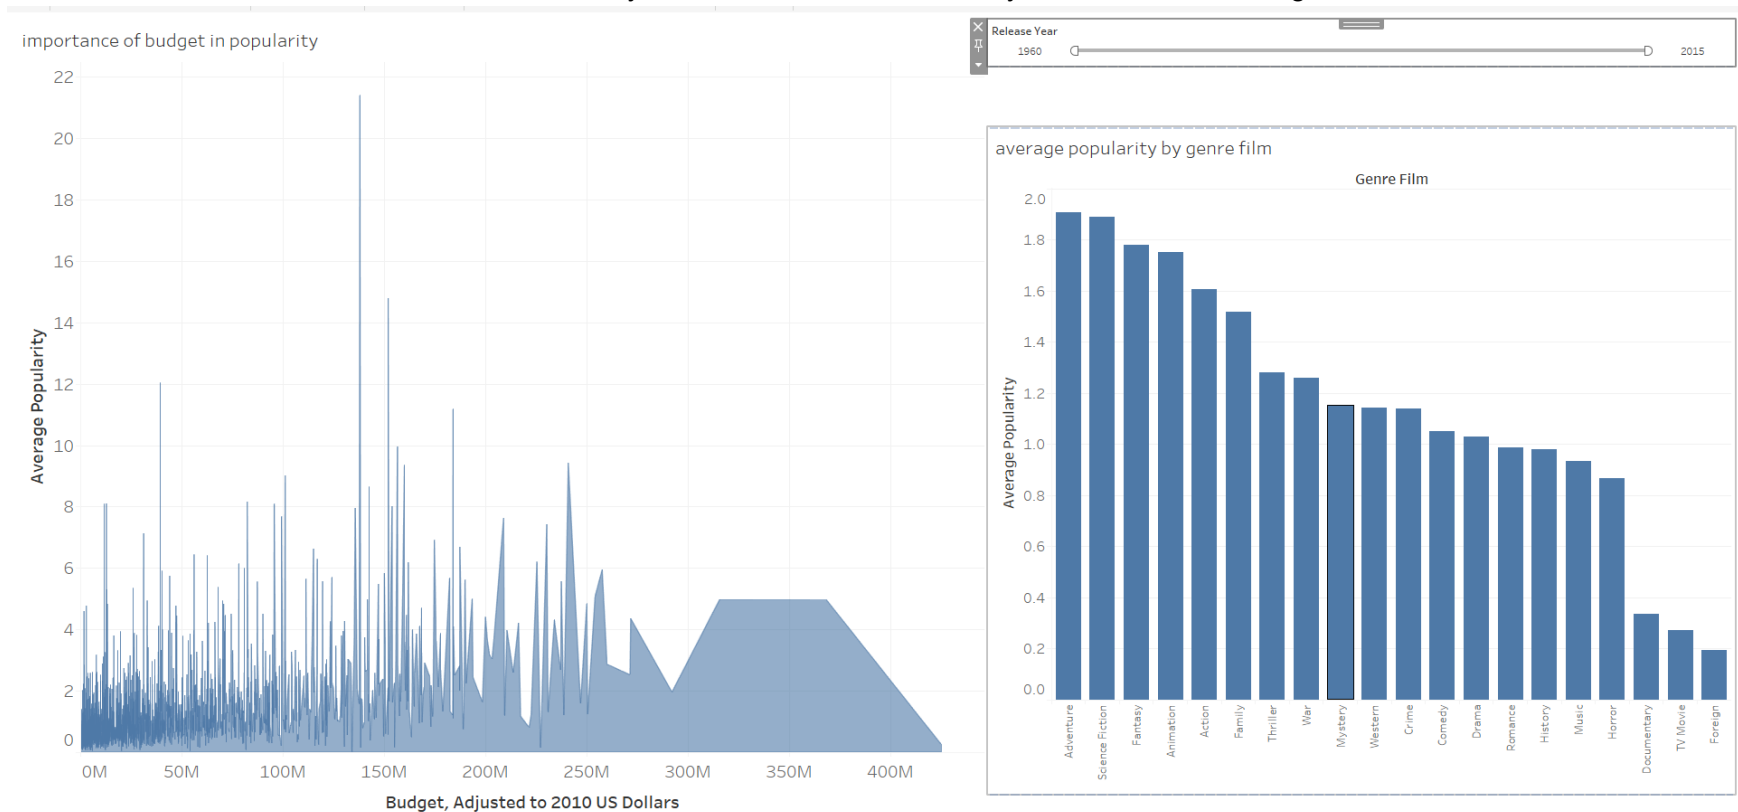 importance of budget in popularity
22
20
18
16
14
12
10
8
6
4
2
0
Average Popularity
0M 50M 100M 150M 200M 250M 300M 350M 400M
Budget, Adjusted to 2010 US Dollars
Release Year
1960 2015
average popularity by genre film
Genre Film
2.0
1.8
1.6
1.4
1.2
1.0
0.8
0.6
0.4
0.2
0.0
Average Popularity
Adventure
Science Fiction
Fantasy
Animation
Action
Family
Thriller
War
Mystery
Western
Crime
Comedy
Drama
Romance
History
Music
Horror
Documentary
TV Movie
Foreign